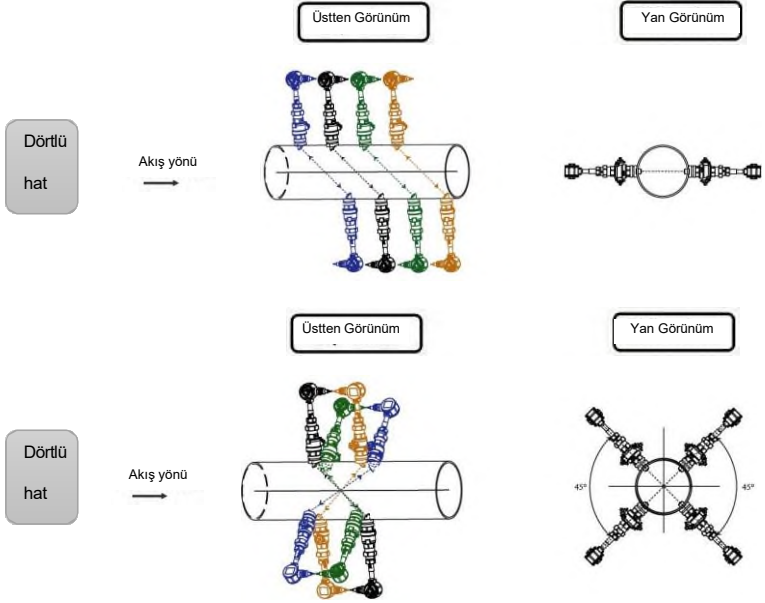 Üstten Görünüm
Yan Görünüm
Dörtlü
hat
Akış yönü
Üstten Görünüm
Yan Görünüm
Dörtlü
hat
Akış yönü
45°
45°